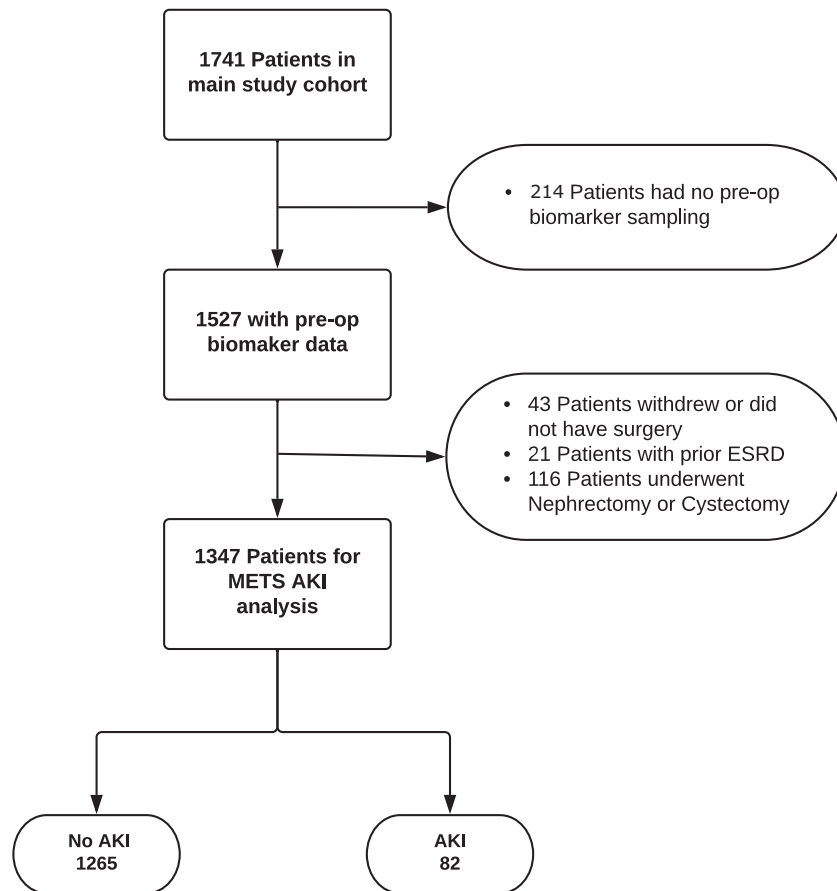 1741 Patients in
main study cohort
• 214 Patients had no pre-op
biomarker sampling
1527 with pre-op
biomaker data
• 43 Patients withdrew or did
not have surgery
• 21 Patients with prior ESRD
• 116 Patients underwent
Nephrectomy or Cystectomy
1347 Patients for
METS AKI
analysis
No AKI
1265
AKI
82